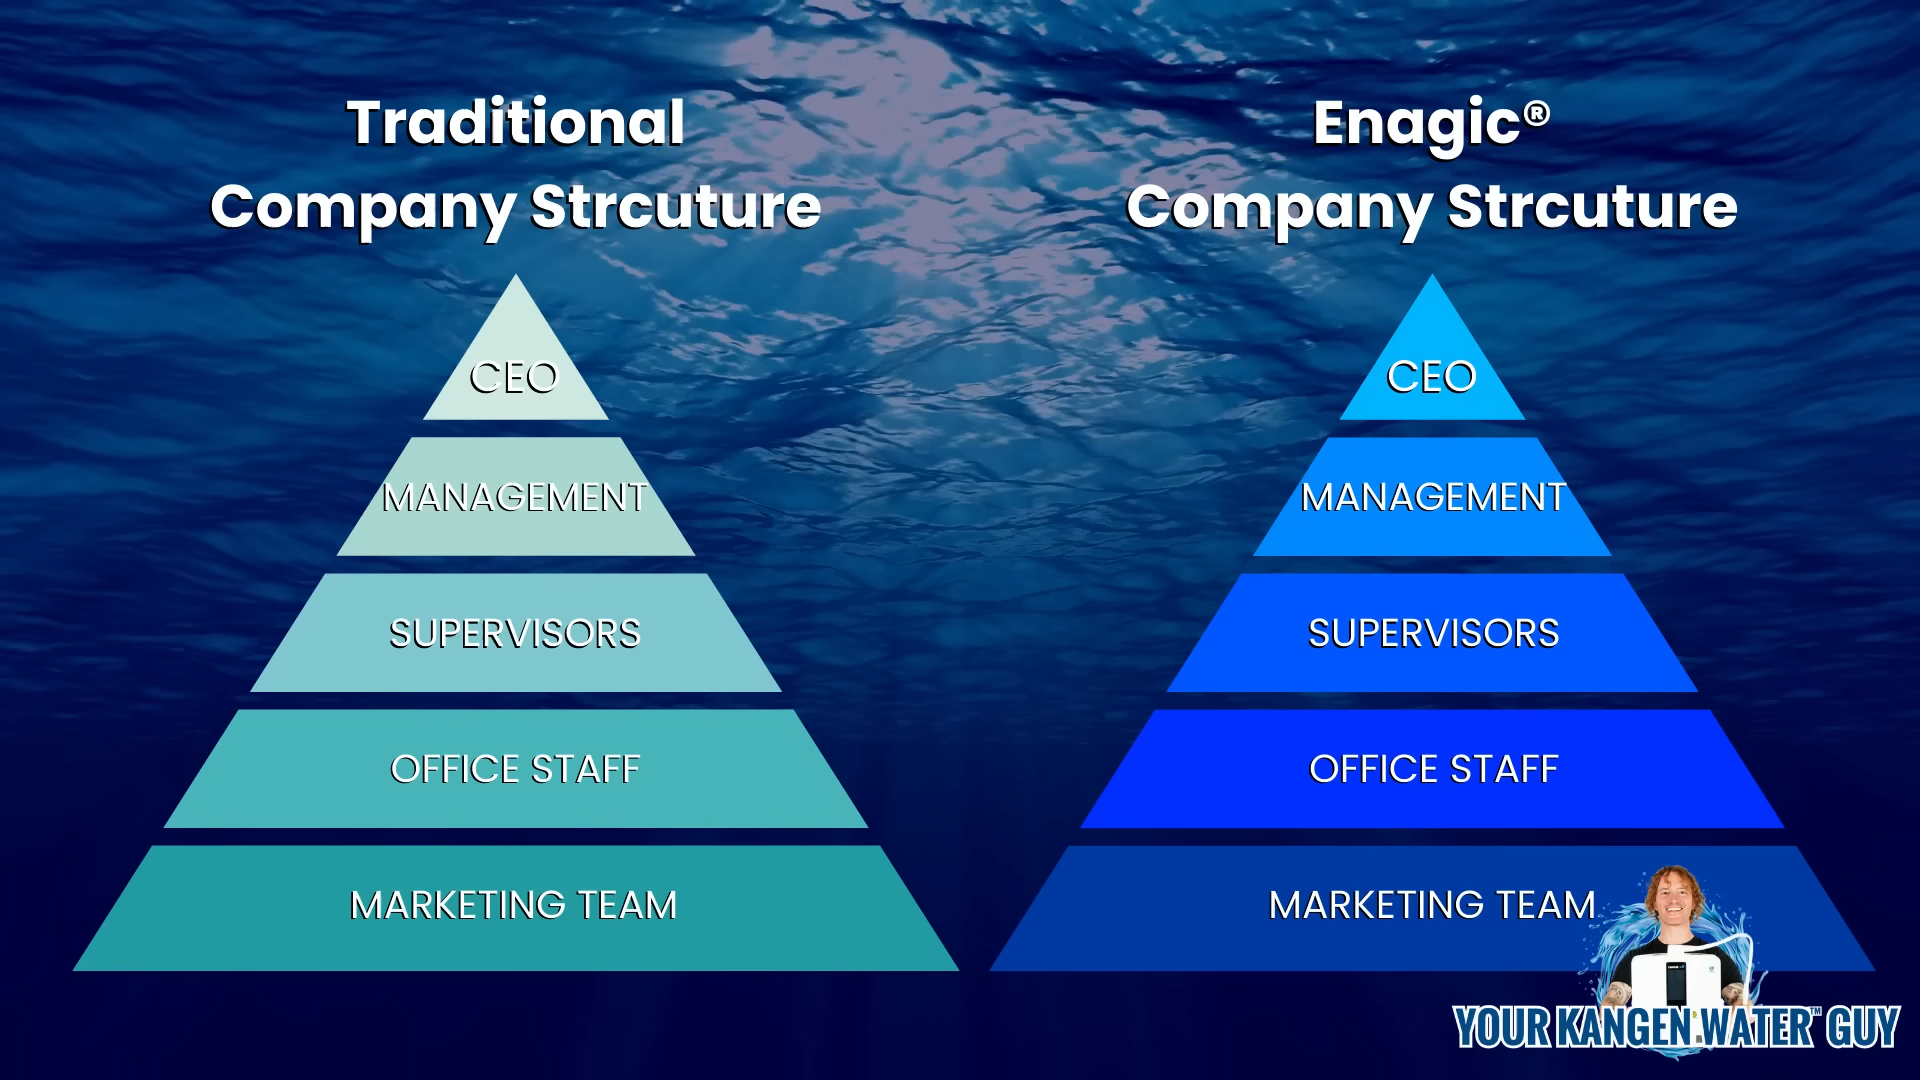 Traditional
Company Strcuture
CEO
MANAGEMENT
SUPERVISORS
OFFICE STAFF
MARKETING TEAM
Enagic®
Company Strcuture
CEO
MANAGEMENT
SUPERVISORS
OFFICE STAFF
MARKETING TEAM
YOUR KANGEN WATER™ GUY